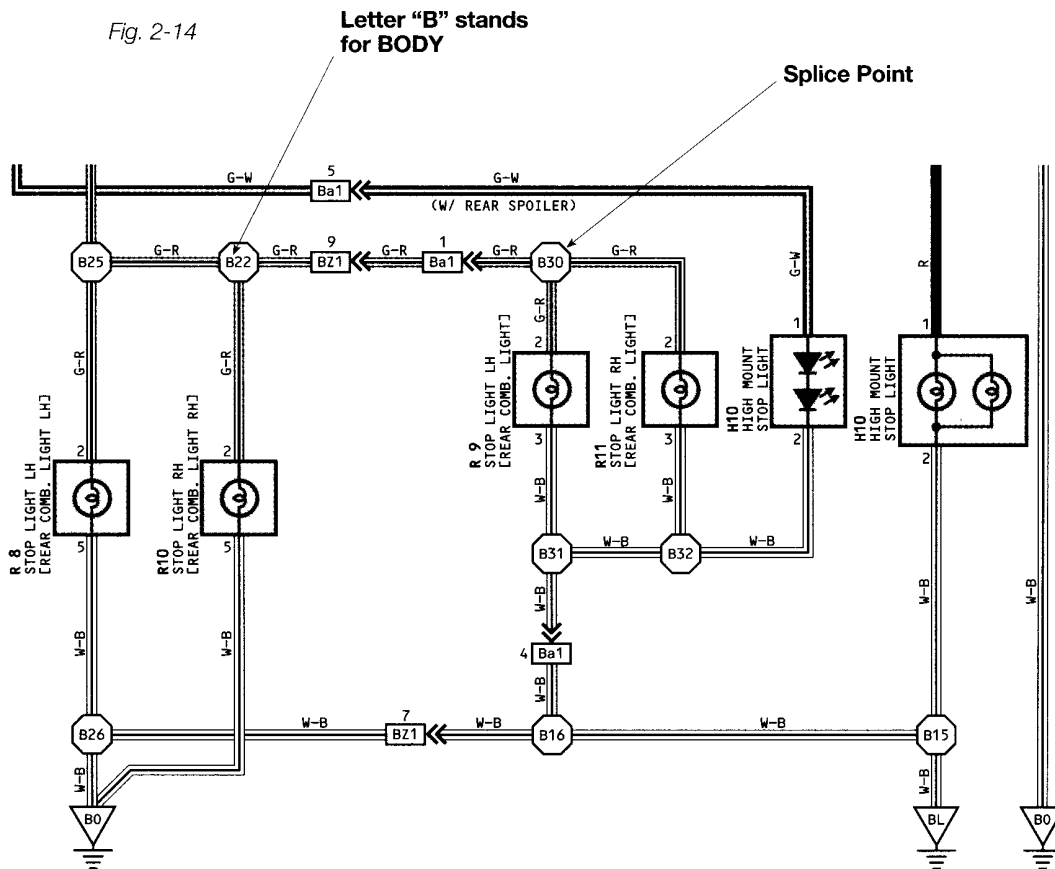 Fig. 2-14
Letter “B” stands
for BODY
Splice Point
G-W
5
Ba1
G-W
(W/ REAR SPOILER)
B25
G-R
B22
G-R
9
BZ1
G-R
1
Ba1
G-R
B30
G-R
G-W
R
G-R
G-R
G-R
2
R 9
STOP LIGHT LH
[REAR COMB. LIGHT]
3
2
R11
STOP LIGHT RH
[REAR COMB. LIGHT]
3
1
H10
HIGH MOUNT
STOP LIGHT
2
1
H10
HIGH MOUNT
STOP LIGHT
2
2
R 8
STOP LIGHT LH
[REAR COMB. LIGHT LH]
5
2
R10
STOP LIGHT RH
[REAR COMB. LIGHT RH]
5
W-B
W-B
B31
W-B
B32
W-B
W-B
W-B
W-B
W-B
W-B
4
Ba1
W-B
B26
W-B
7
BZ1
W-B
B16
W-B
B15
W-B
W-B
BO
BL
BO